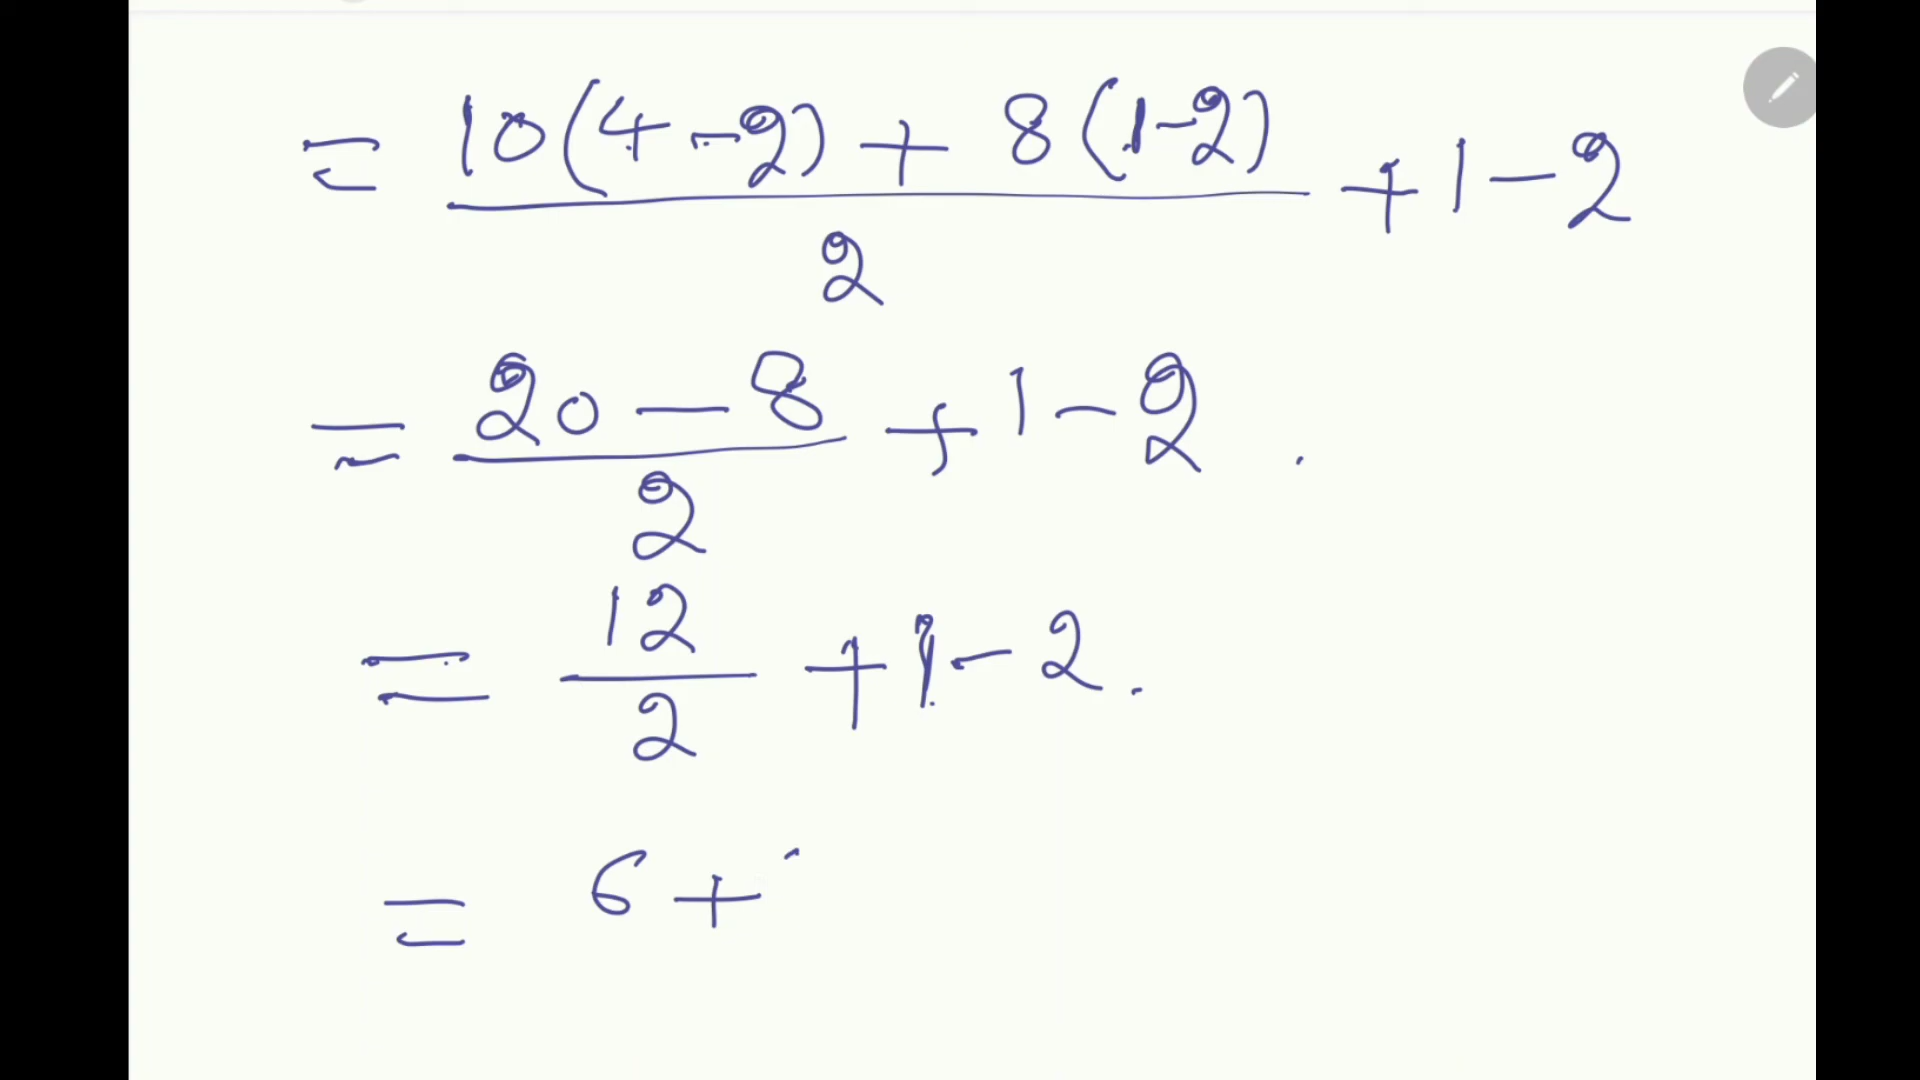 = 10(4-2) + 8(1-2) / 2 + 1 - 2
= 20 - 8 / 2 + 1 - 2 .
= 12 / 2 + 1 - 2 .
= 6 +